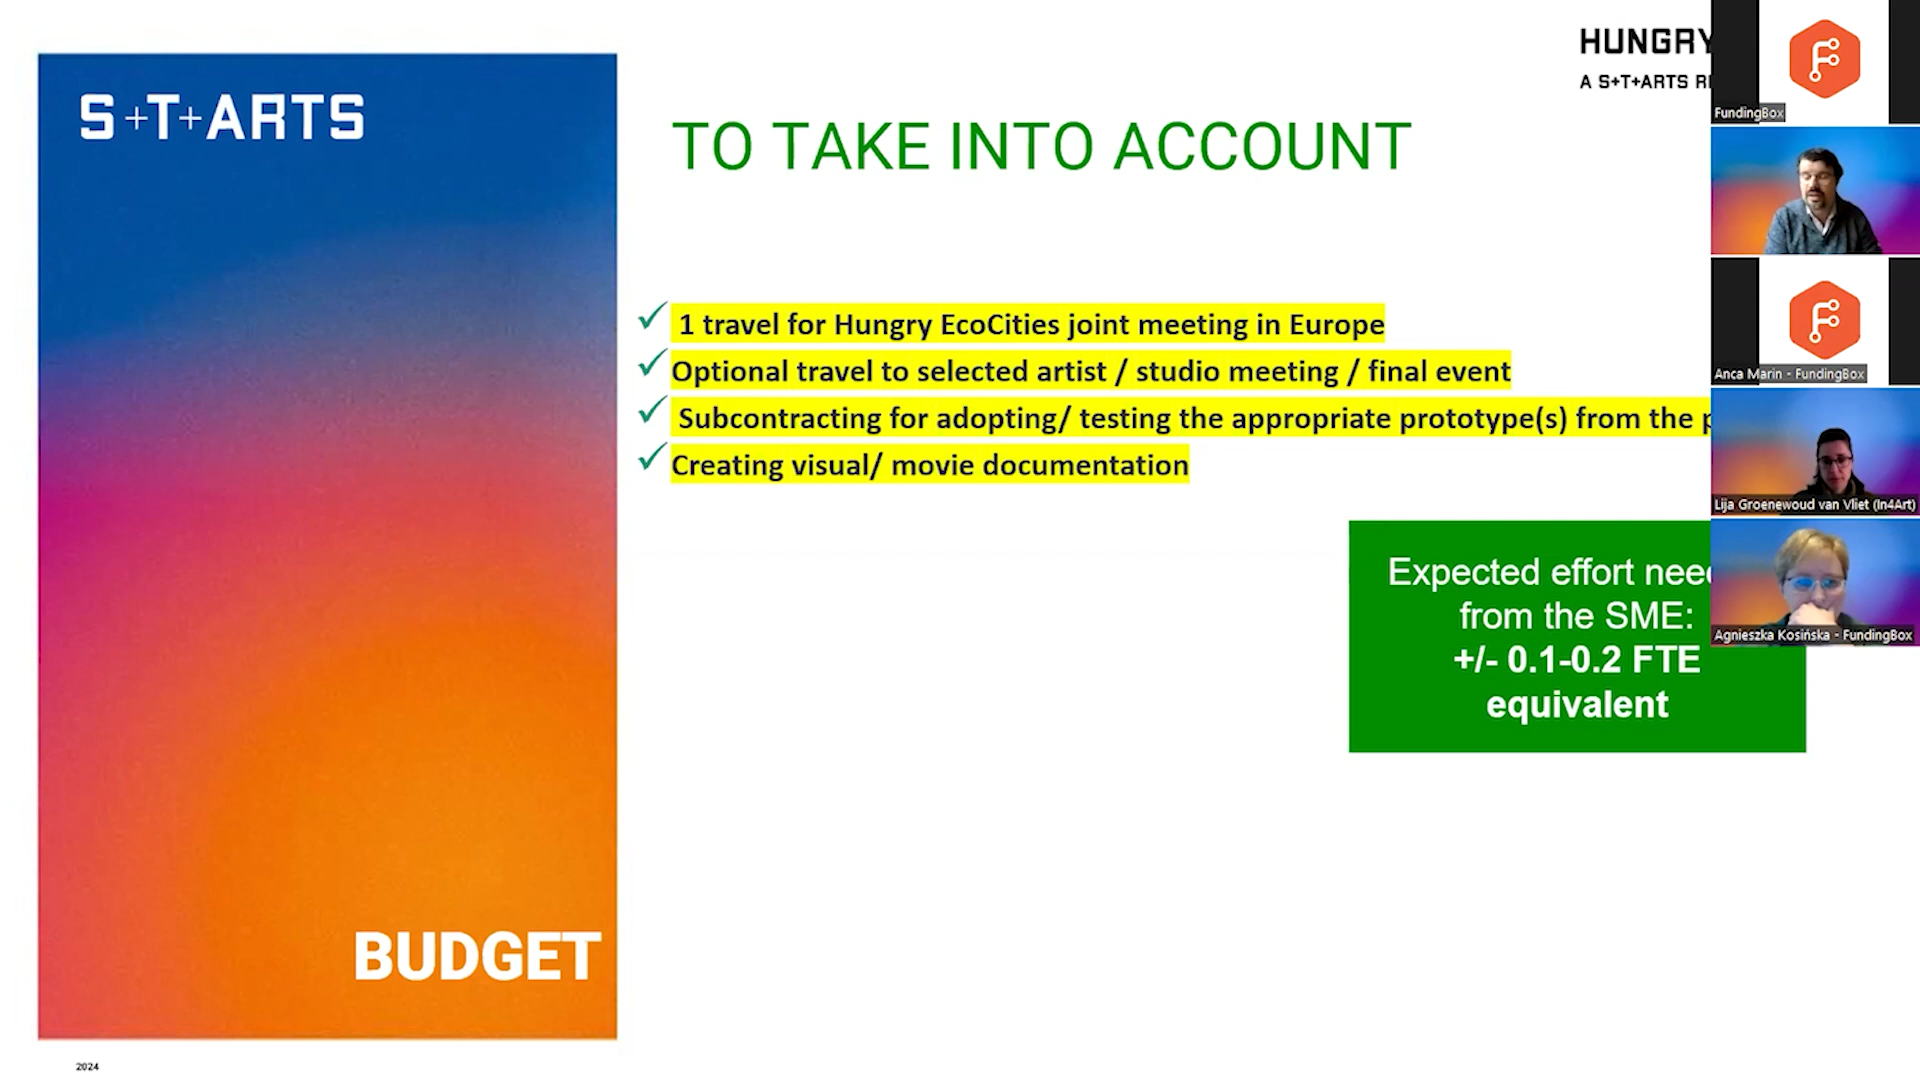 S+T+ARTS
HUNGRY
A S+T+ARTS
TO TAKE INTO ACCOUNT
1 travel for Hungry EcoCities joint meeting in Europe
Optional travel to selected artist / studio meeting / final event
Subcontracting for adopting/ testing the appropriate prototype(s) from the
Creating visual/ movie documentation
Expected effort
from the SME:
+/- 0.1-0.2 FTE
equivalent
BUDGET
2024
FundingBox
Anca Marin - FundingBox
Lija Groenewoud van Vliet (In4Art)
Agnieszka Kosińska - FundingBox